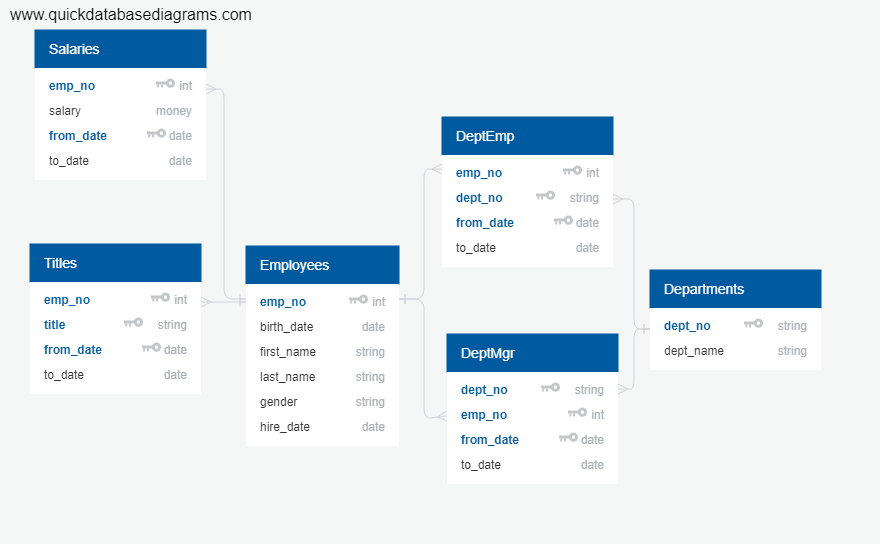 www.quickdatabasediagrams.com
Salaries
emp_no int
salary money
from_date date
to_date date
Titles
emp_no int
title string
from_date date
to_date date
Employees
emp_no int
birth_date date
first_name string
last_name string
gender string
hire_date date
DeptEmp
emp_no int
dept_no string
from_date date
to_date date
DeptMgr
dept_no string
emp_no int
from_date date
to_date date
Departments
dept_no string
dept_name string